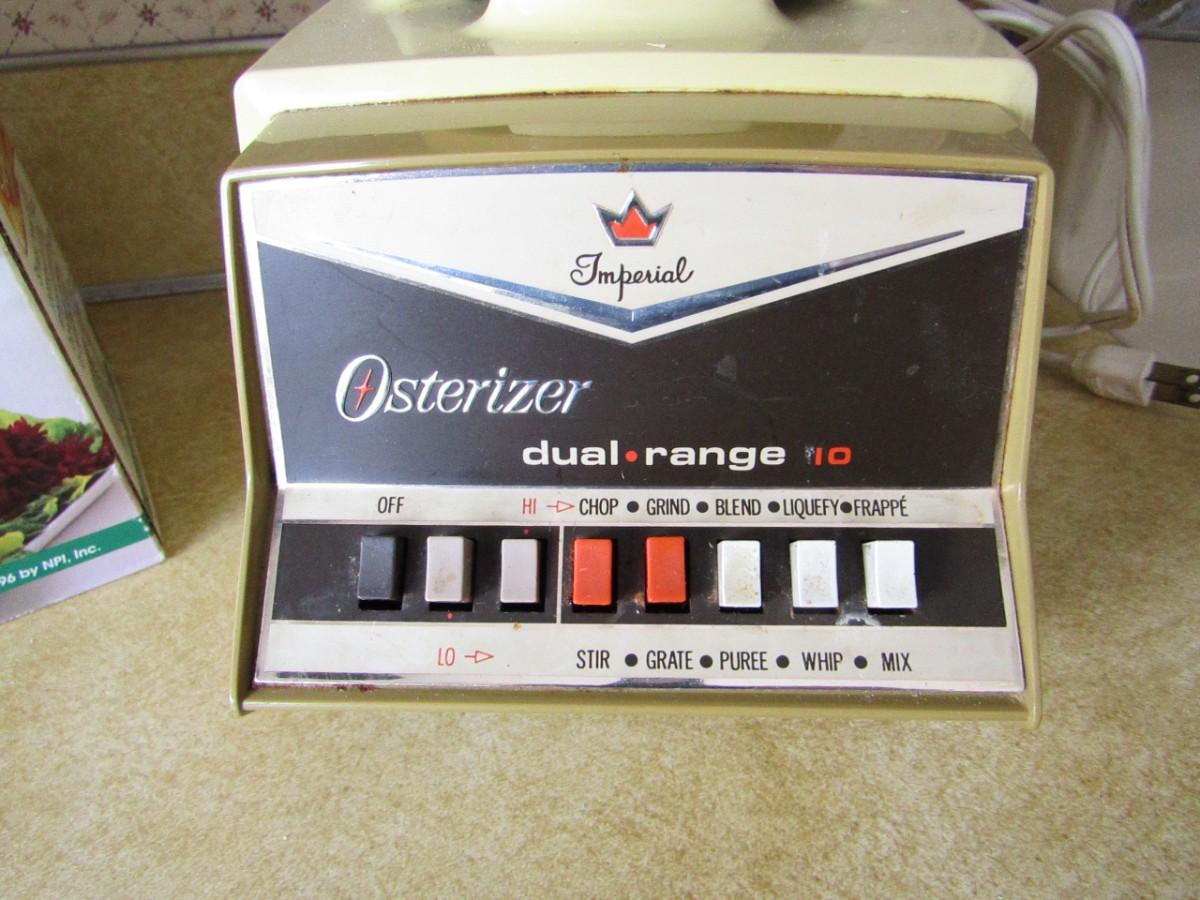 Imperial
Osterizer
dual•range 10
OFF HI → CHOP ● GRIND ● BLEND ● LIQUEFY ● FRAPPÉ
LO → STIR ● GRATE ● PUREE ● WHIP ● MIX
96 by NPI, Inc.